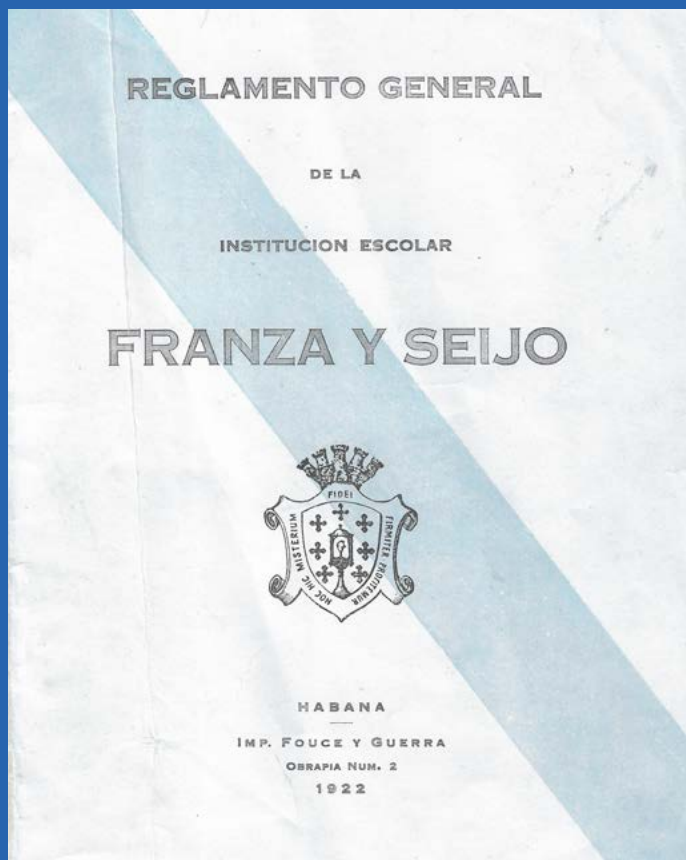 REGLAMENTO GENERAL
DE LA
INSTITUCION ESCOLAR
FRANZA Y SEIJO
FIDEI
HOC HIC MISTERIUM
FIRMITER PROFITEMUR
HABANA
IMP. FOUCE Y GUERRA
OBRAPIA NUM. 2
1922